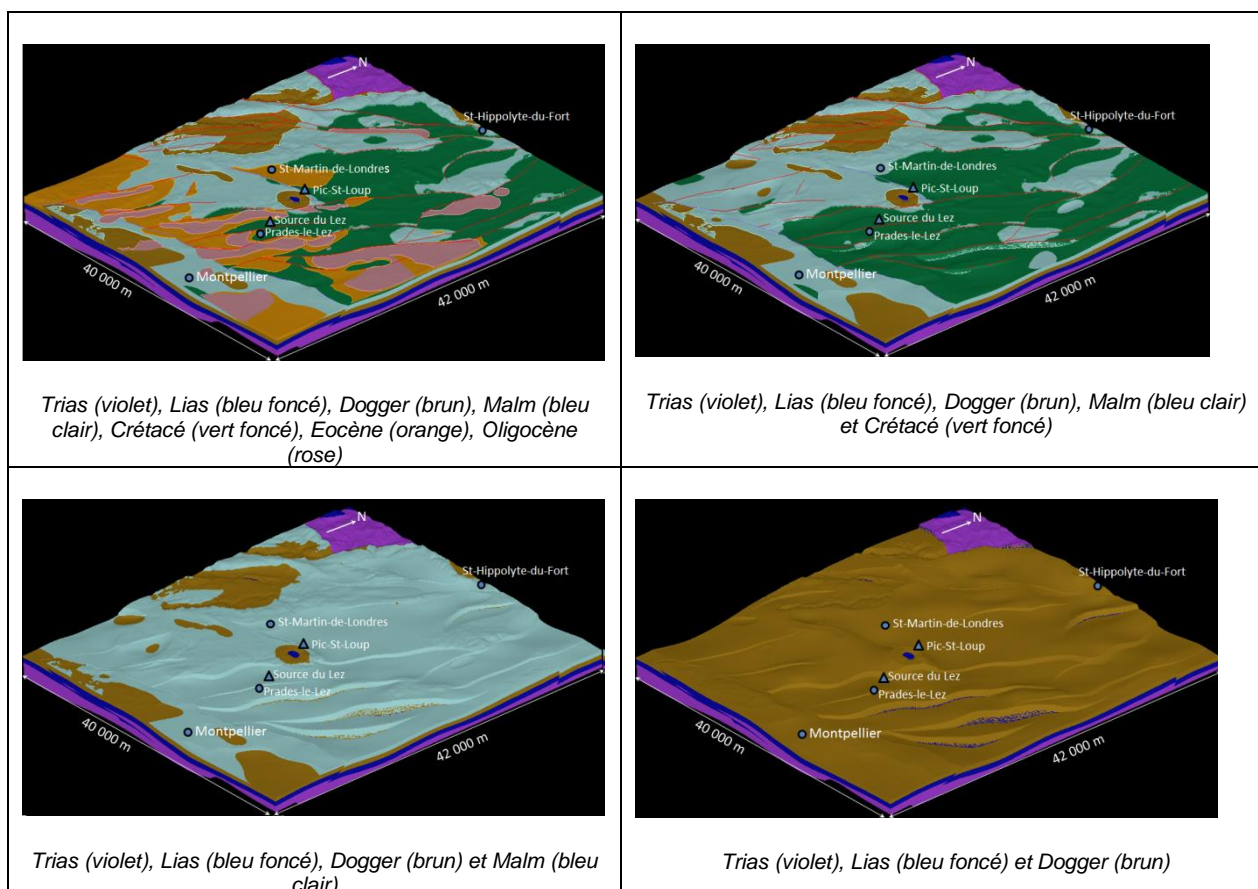 N
St-Hippolyte-du-Fort
St-Martin-de-Londres
Pic-St-Loup
Source du Lez
Prades-le-Lez
Montpellier
40 000 m
42 000 m
Trias (violet), Lias (bleu foncé), Dogger (brun), Malm (bleu
clair), Crétacé (vert foncé), Eocène (orange), Oligocène
(rose)
N
St-Hippolyte-du-Fort
St-Martin-de-Londres
Pic-St-Loup
Source du Lez
Prades-le-Lez
Montpellier
40 000 m
42 000 m
Trias (violet), Lias (bleu foncé), Dogger (brun), Malm (bleu clair)
et Crétacé (vert foncé)
N
St-Hippolyte-du-Fort
St-Martin-de-Londres
Pic-St-Loup
Source du Lez
Prades-le-Lez
Montpellier
40 000 m
42 000 m
Trias (violet), Lias (bleu foncé), Dogger (brun) et Malm (bleu
clair)
N
St-Hippolyte-du-Fort
St-Martin-de-Londres
Pic-St-Loup
Source du Lez
Prades-le-Lez
Montpellier
40 000 m
42 000 m
Trias (violet), Lias (bleu foncé) et Dogger (brun)